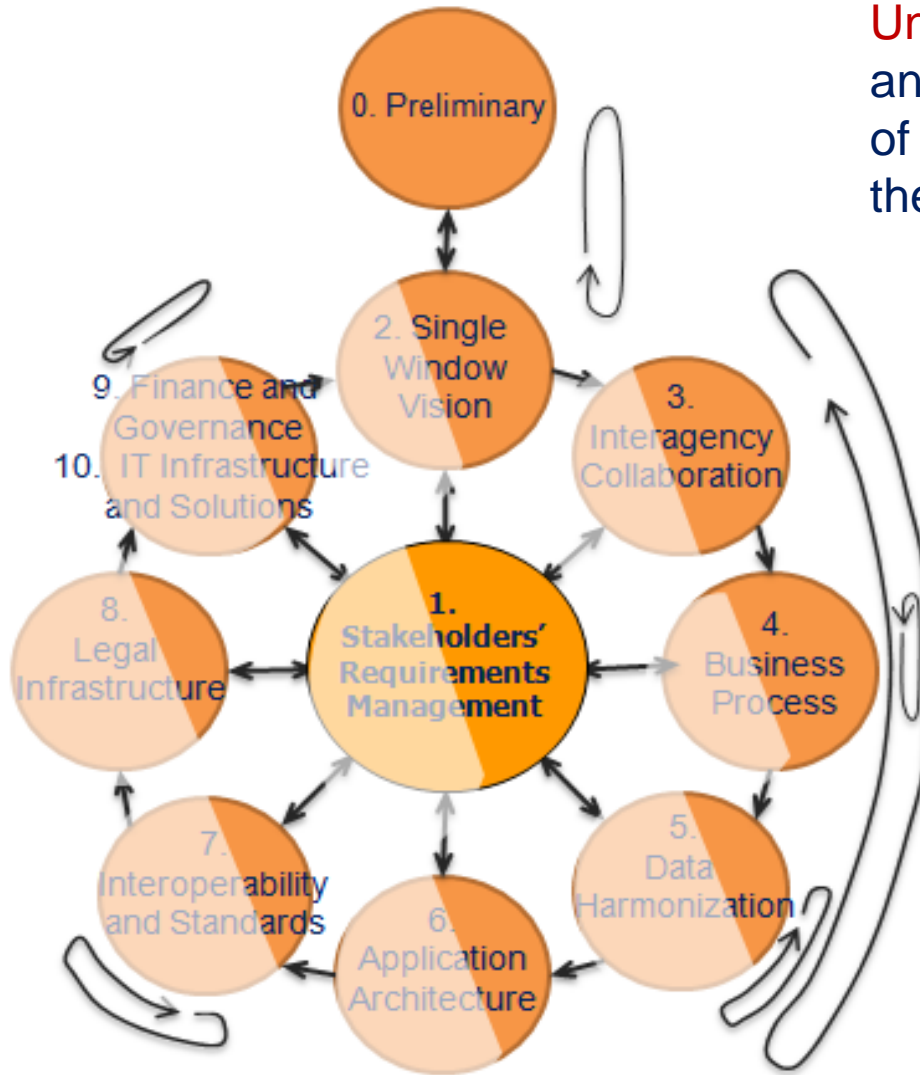 0. Preliminary
an
of
the
2. Single
Window
Vision
9. Finance and
Governance
10. IT Infrastructure
and Solutions
3.
Interagency
Collaboration
1.
Stakeholders'
Requirements
Management
8.
Legal
Infrastructure
4.
Business
Process
7.
Interoperability
and Standards
5.
Data
Harmonization
6.
Application
Architecture